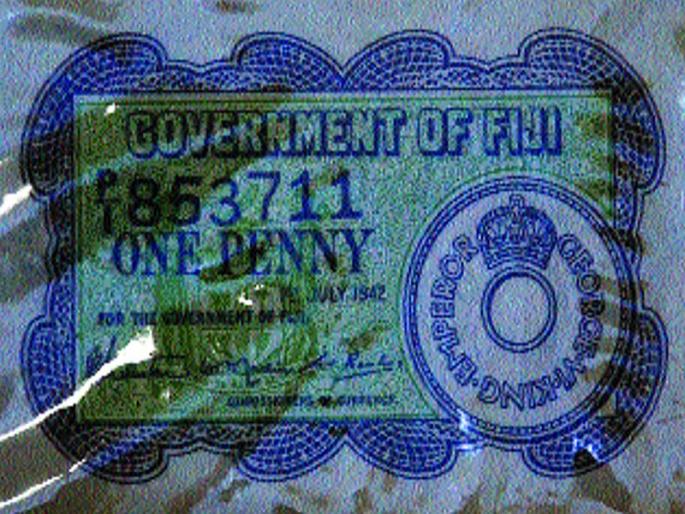 GOVERNMENT OF FIJI
853711
ONE PENNY
JULY 1942
FOR THE GOVERNMENT OF FIJI.
COMMISSIONERS OF CURRENCY.
GEORGE·VI·KING·EMPEROR